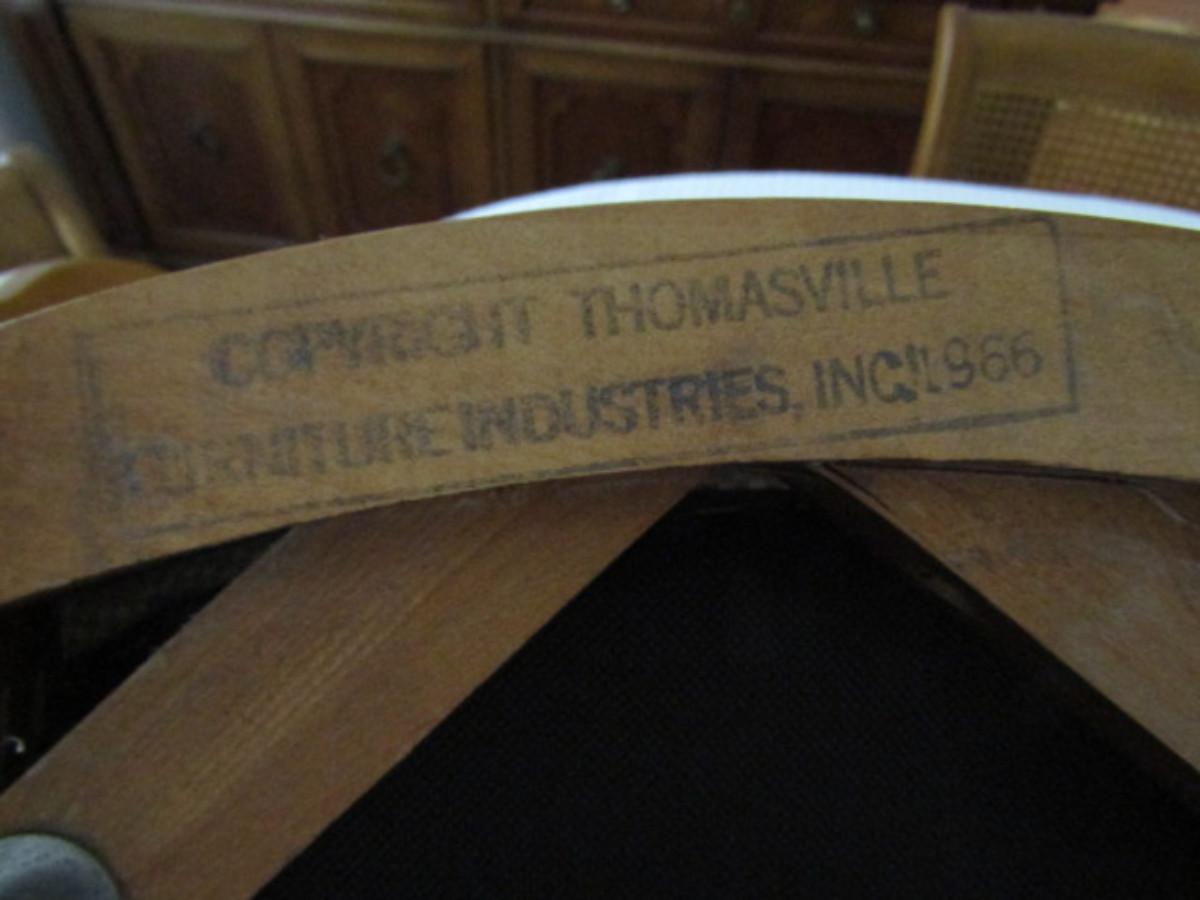 COPYRIGHT THOMASVILLE
FURNITURE INDUSTRIES, INC. 1966